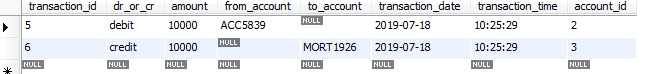 transaction_id dr_or_cr amount from_account to_account transaction_date transaction_time account_id
5 debit 10000 ACC5839 NULL 2019-07-18 10:25:29 2
6 credit 10000 NULL MORT1926 2019-07-18 10:25:29 3
NULL NULL NULL NULL NULL NULL NULL NULL